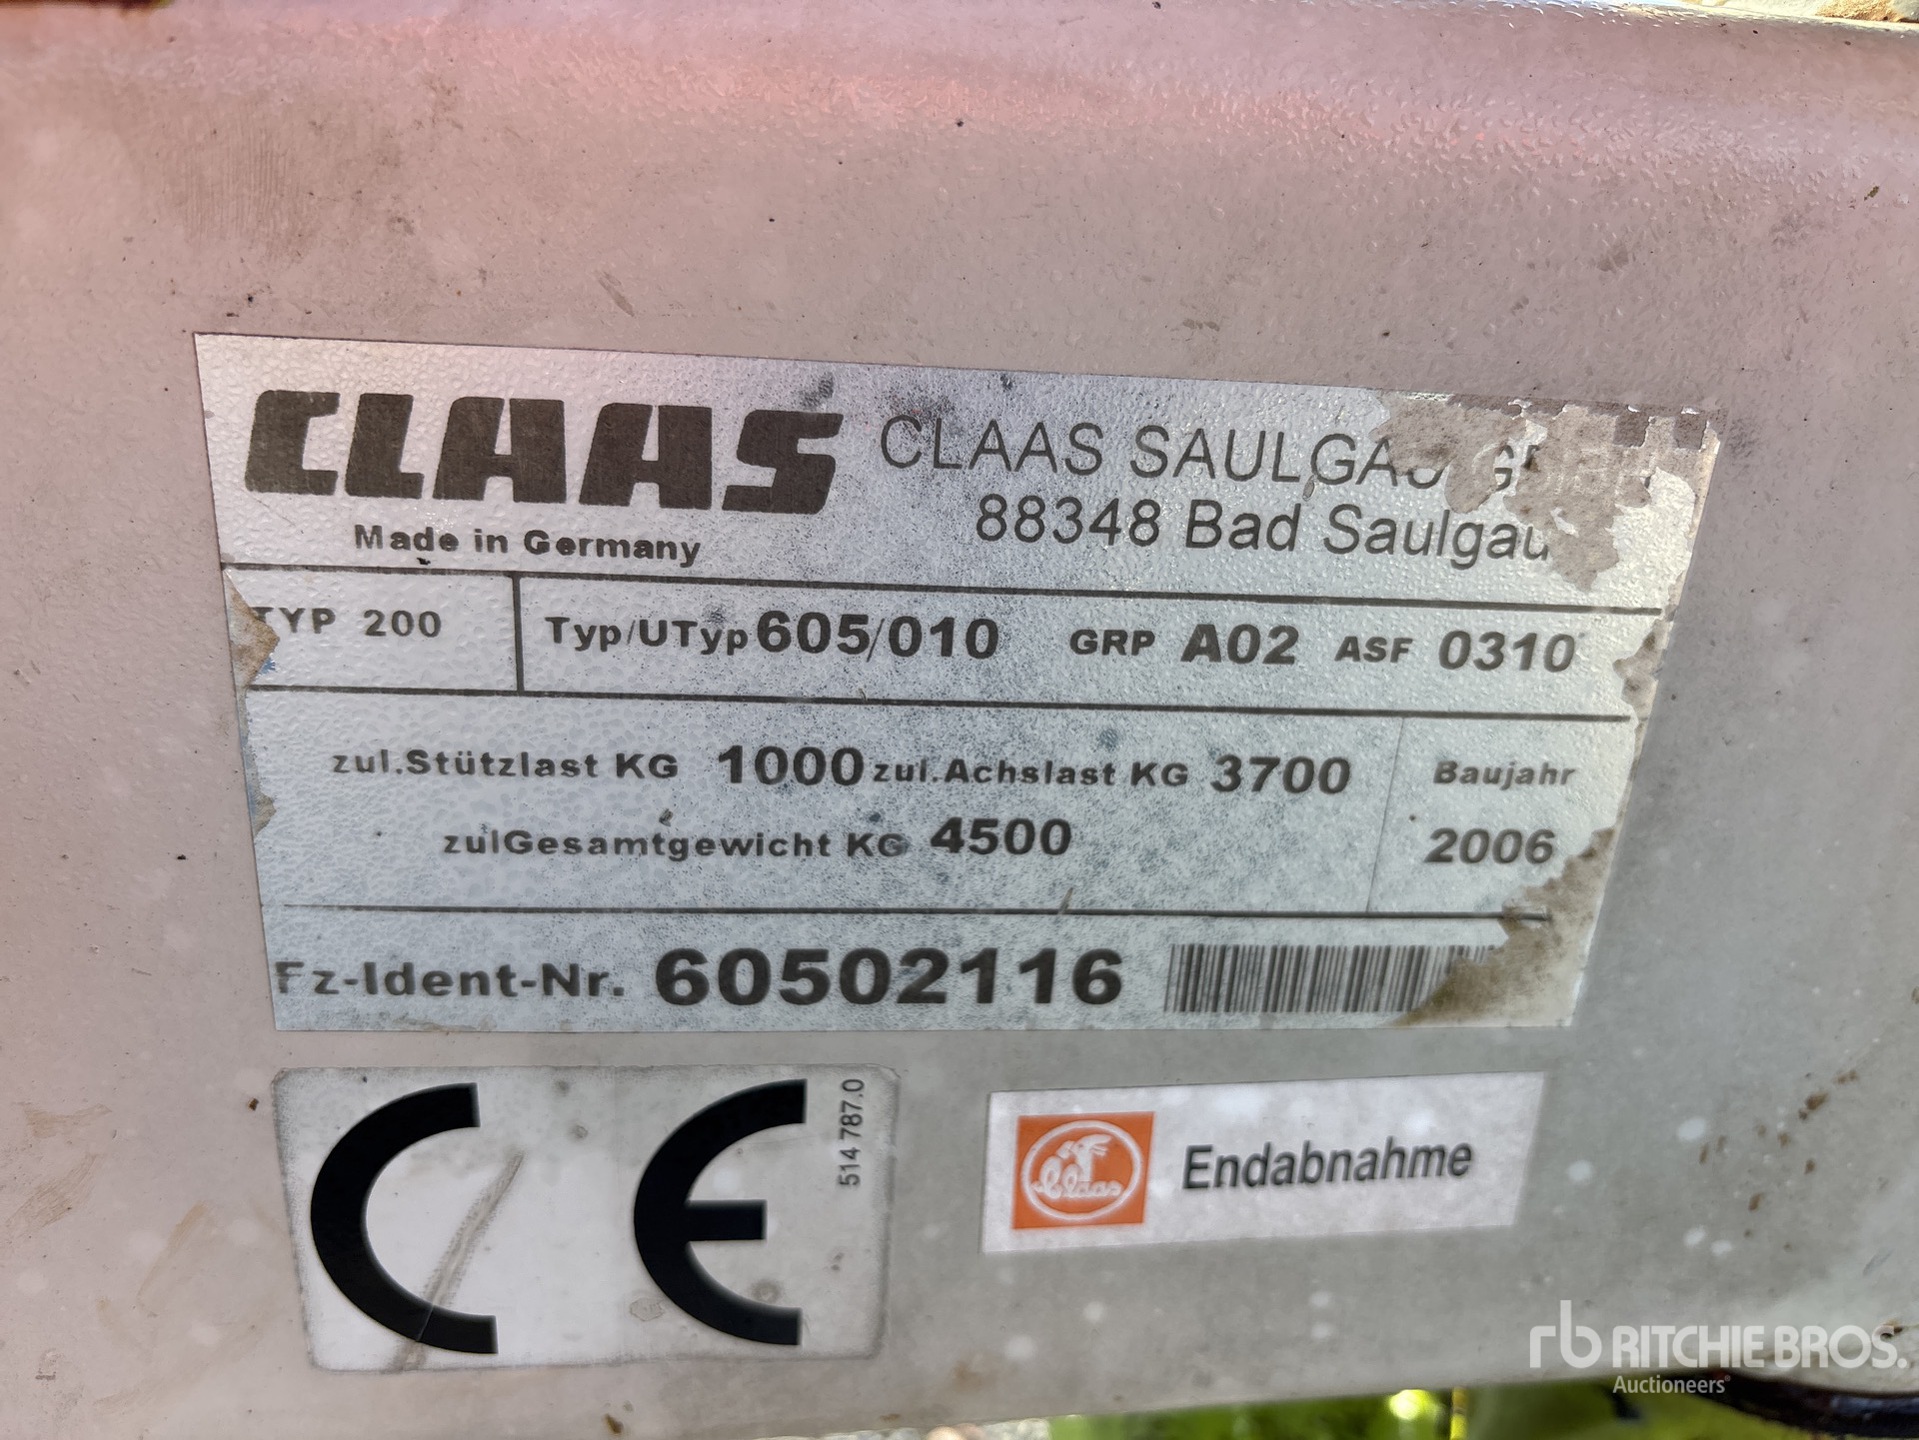 CLAAS
CLAAS SAULGAU
88348 Bad Saulgau
Made in Germany
TYP 200
Typ/UTyp 605/010 GRP A02 ASF 0310
zul.Stützlast KG 1000 zul.Achslast KG 3700
Baujahr
zulGesamtgewicht KG 4500
2006
Fz-Ident-Nr. 60502116
CE
514 787.0
Claas
Endabnahme
rb RITCHIE BROS.
Auctioneers